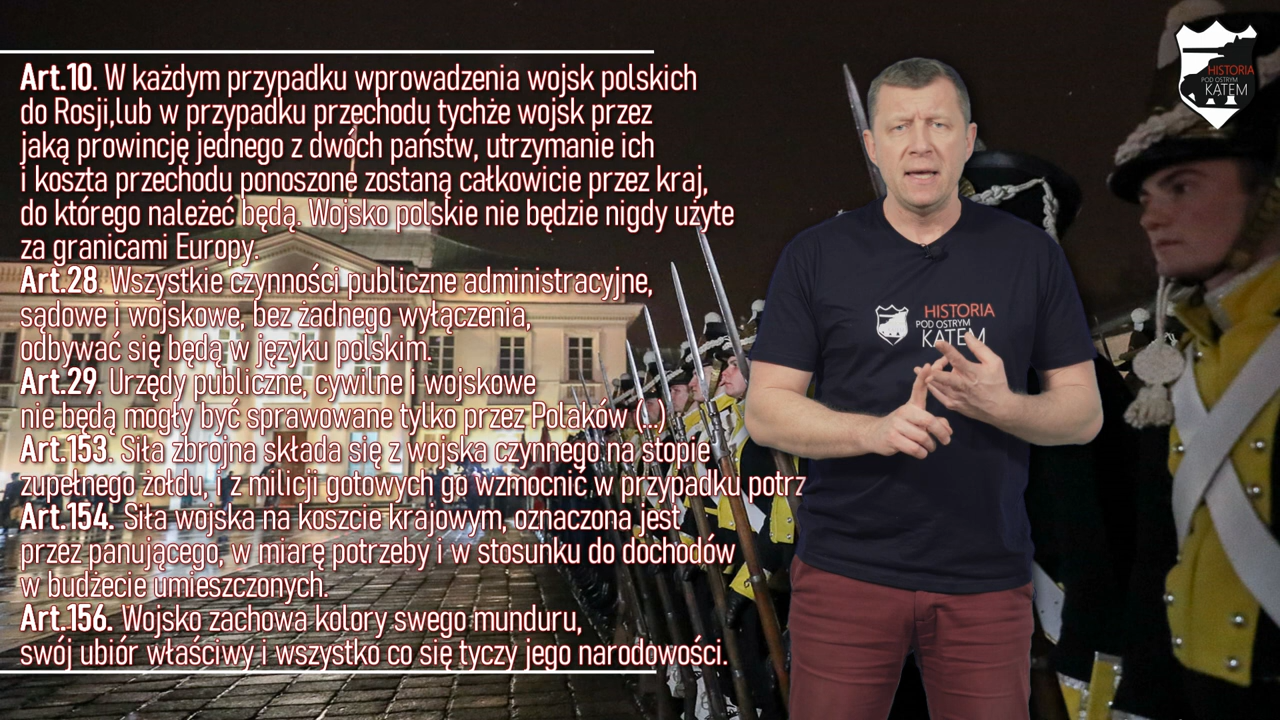 Art.10. W każdym przypadku wprowadzenia wojsk polskich
do Rosji,lub w przypadku przechodu tychże wojsk przez
jaką prowincję jednego z dwóch państw, utrzymanie ich
i koszta przechodu ponoszone zostaną całkowicie przez kraj,
do którego należeć będą. Wojsko polskie nie będzie nigdy użyte
za granicami Europy.
Art.28. Wszystkie czynności publiczne administracyjne,
sądowe i wojskowe, bez żadnego wyłączenia,
odbywać się będą w języku polskim.
Art.29. Urzędy publiczne, cywilne i wojskowe
nie będą mogły być sprawowane tylko przez Polaków (...)
Art.153. Siła zbrojna składa się z wojska czynnego na stopie
zupełnego żołdu, i z milicji gotowych go wzmocnić w przypadku potrz
Art.154. Siła wojska na koszcie krajowym, oznaczona jest
przez panującego, w miarę potrzeby i w stosunku do dochodów
w budżecie umieszczonych.
Art.156. Wojsko zachowa kolory swego munduru,
swój ubiór właściwy i wszystko co się tyczy jego narodowości.
HISTORIA
POD OSTRYM
KĄTEM
HISTORIA
POD OSTRYM
KĄTEM